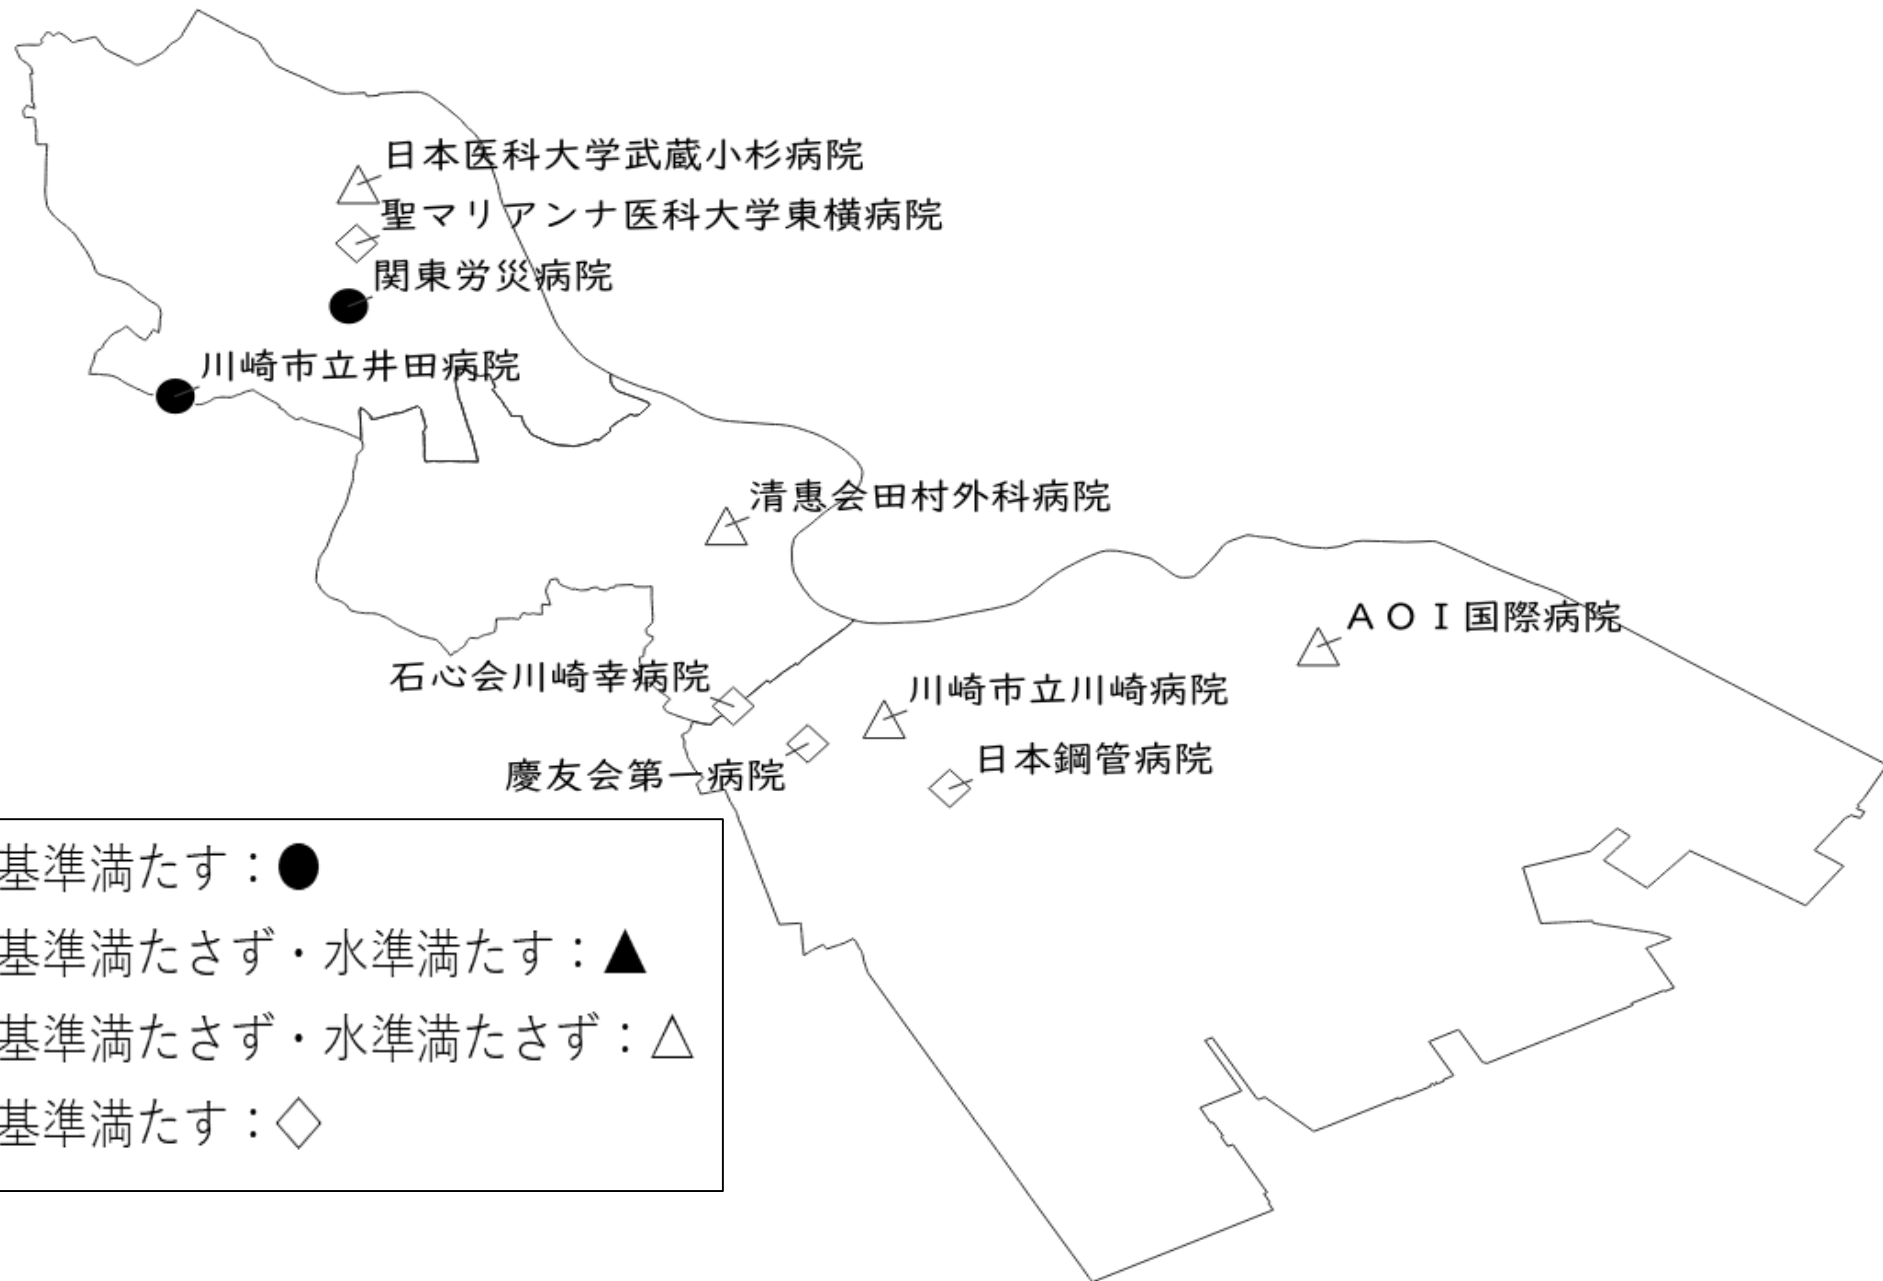 日本医科大学武蔵小杉病院
聖マリアンナ医科大学東横病院
関東労災病院
川崎市立井田病院
清恵会田村外科病院
ＡＯＩ国際病院
石心会川崎幸病院
川崎市立川崎病院
慶友会第一病院
日本鋼管病院
基準満たす：●
基準満たさず・水準満たす：▲
基準満たさず・水準満たさず：△
基準満たす：◇